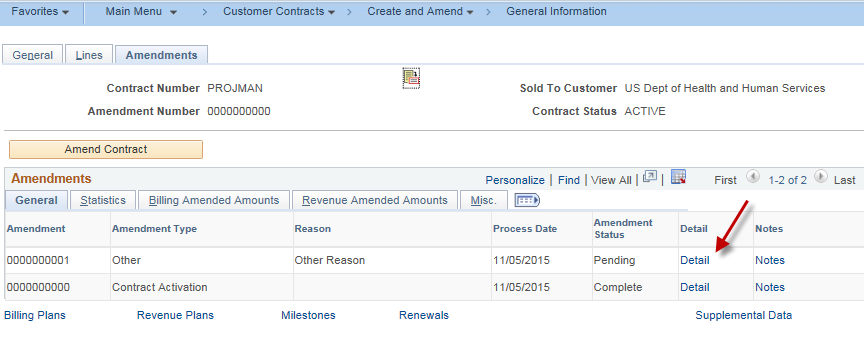 Favorites Main Menu > Customer Contracts > Create and Amend > General Information
General Lines Amendments
Contract Number PROJMAN Sold To Customer US Dept of Health and Human Services
Amendment Number 0000000000 Contract Status ACTIVE
Amend Contract
Amendments Personalize | Find | View All | | First 1-2 of 2 Last
General Statistics Billing Amended Amounts Revenue Amended Amounts Misc.
Amendment Amendment Type Reason Process Date Amendment Status Detail Notes
0000000001 Other Other Reason 11/05/2015 Pending Detail Notes
0000000000 Contract Activation 11/05/2015 Complete Detail Notes
Billing Plans Revenue Plans Milestones Renewals Supplemental Data